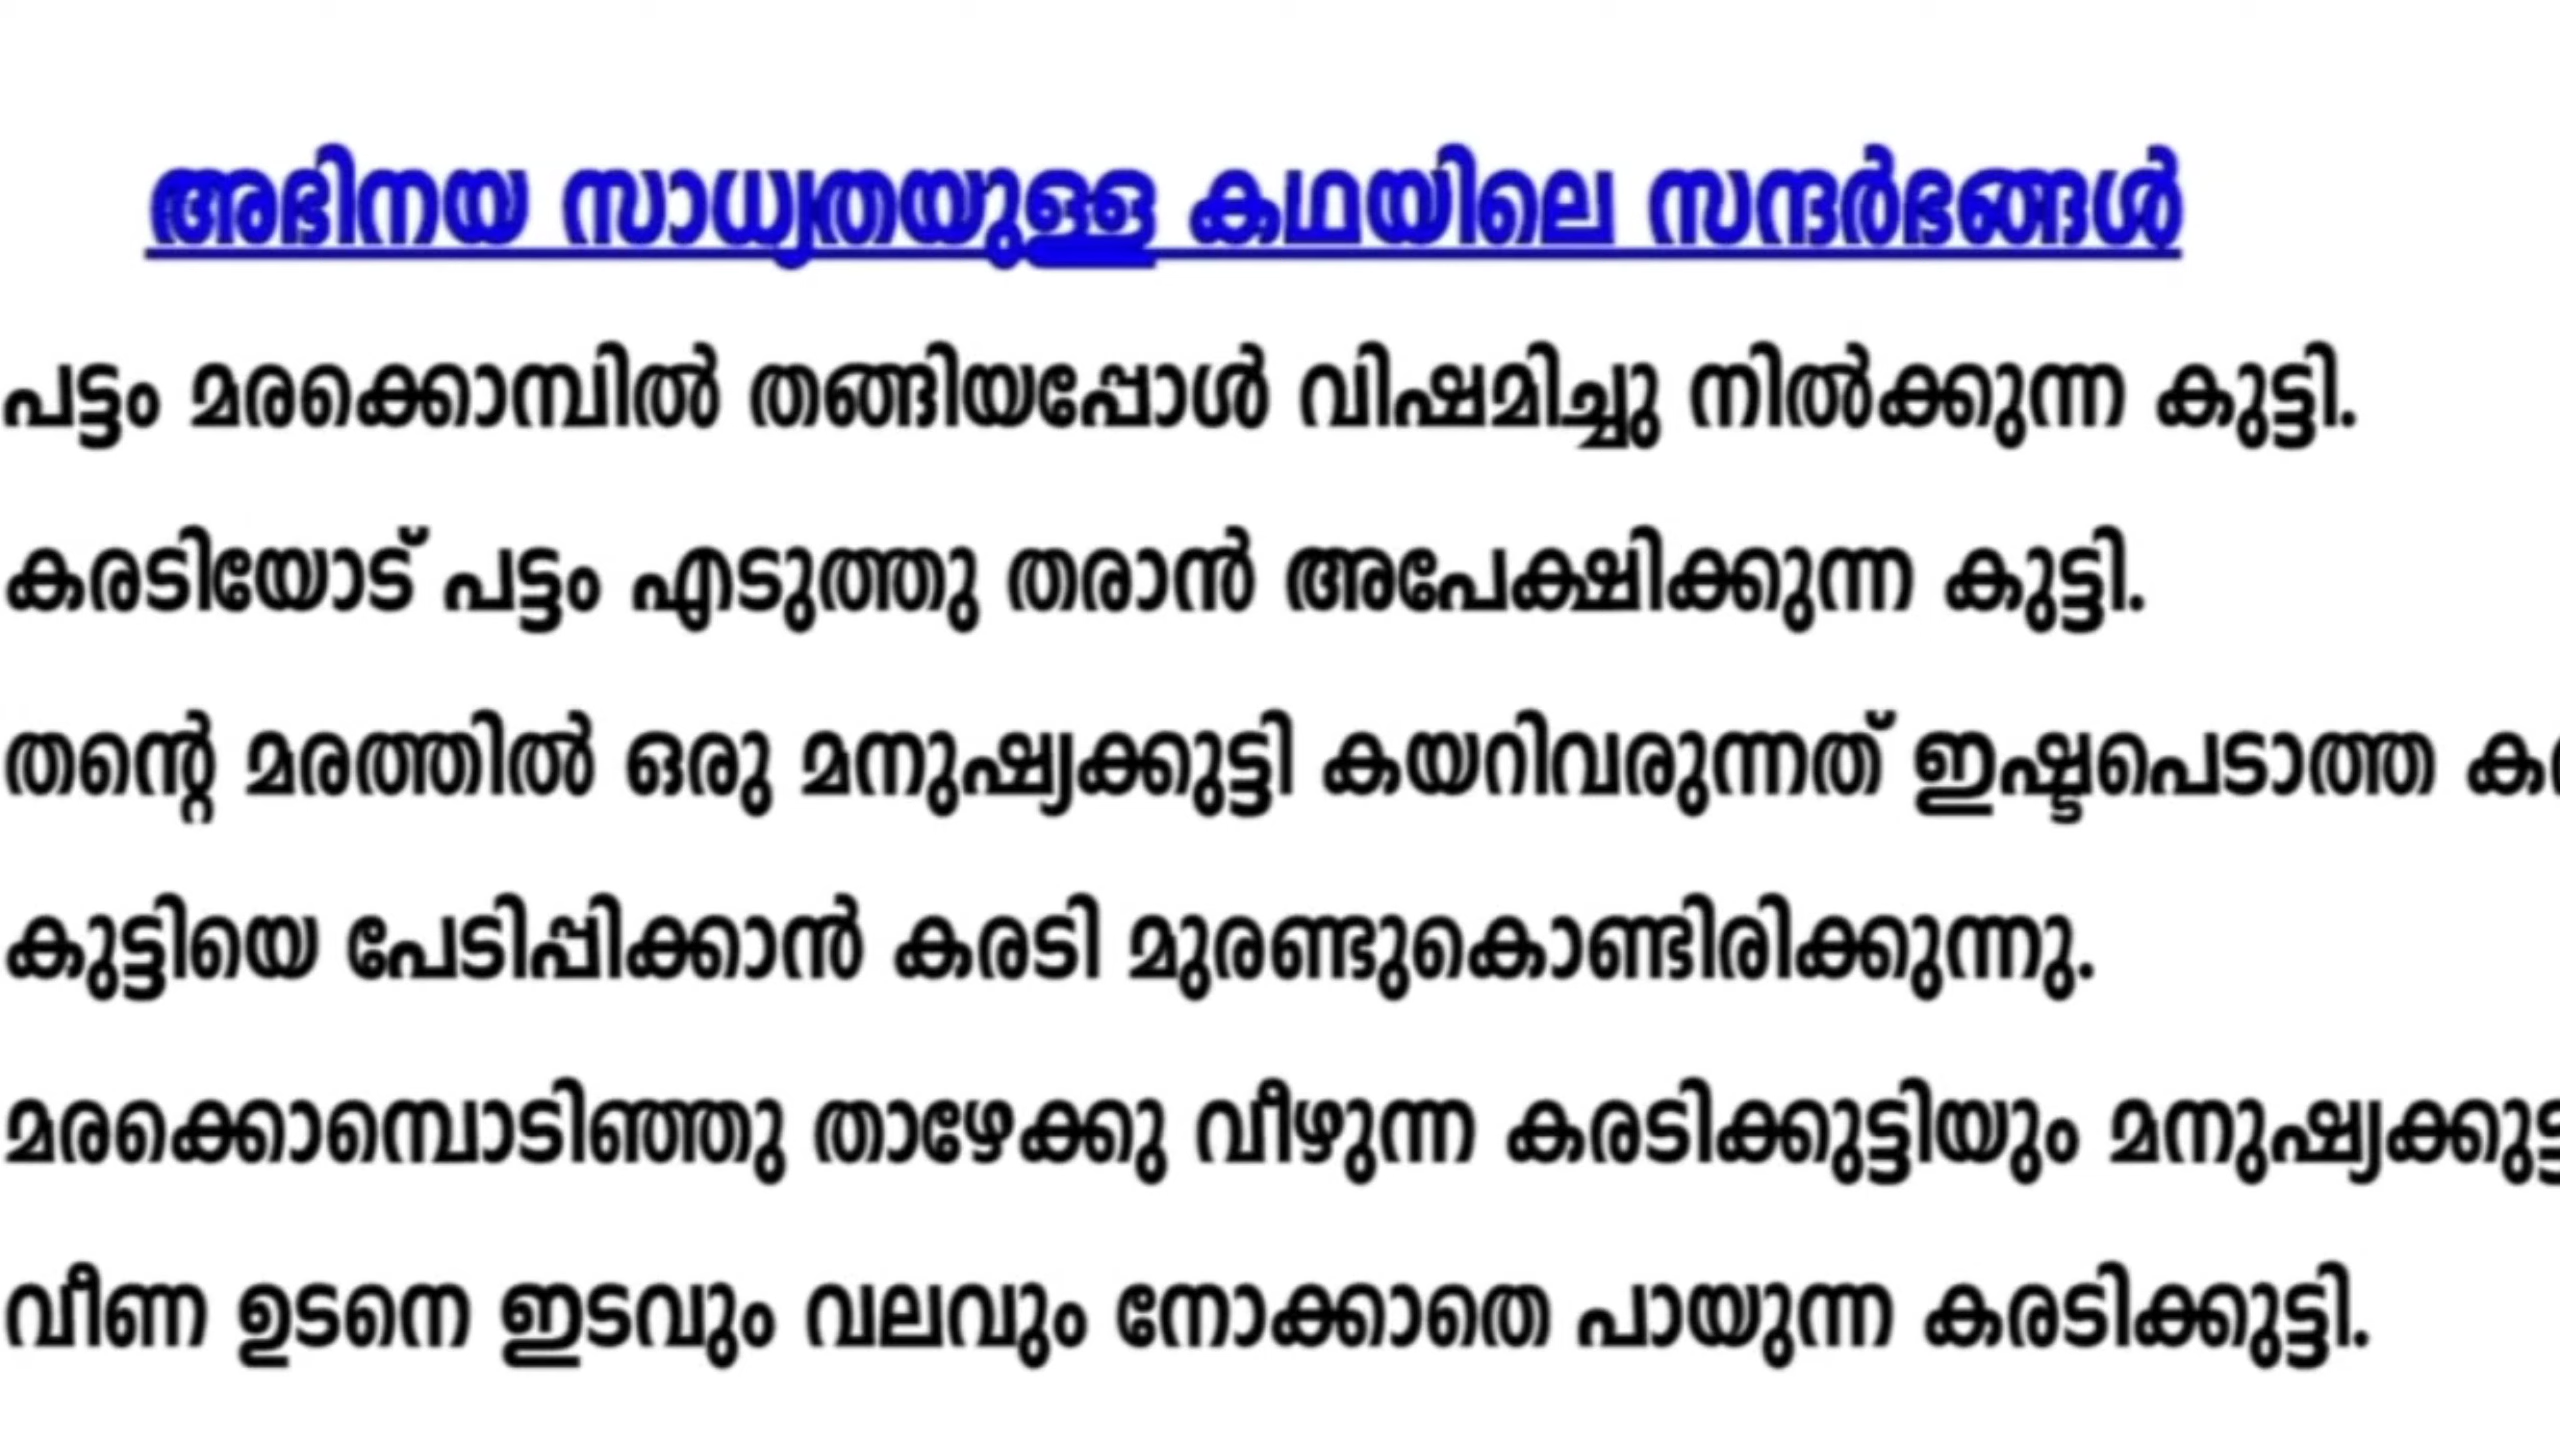 അഭിനയ സാധ്യതയുള്ള കഥയിലെ സന്ദർഭങ്ങൾ
പട്ടം മരക്കൊമ്പിൽ തങ്ങിയപ്പോൾ വിഷമിച്ചു നിൽക്കുന്ന കുട്ടി.
കരടിയോട് പട്ടം എടുത്തു തരാൻ അപേക്ഷിക്കുന്ന കുട്ടി.
തന്റെ മരത്തിൽ ഒരു മനുഷ്യക്കുട്ടി കയറിവരുന്നത് ഇഷ്ടപെടാത്ത
കുട്ടിയെ പേടിപ്പിക്കാൻ കരടി മുരണ്ടുകൊണ്ടിരിക്കുന്നു.
മരക്കൊമ്പൊടിഞ്ഞു താഴേക്കു വീഴുന്ന കരടിക്കുട്ടിയും
വീണ ഉടനെ ഇടവും വലവും നോക്കാതെ പായുന്ന കരടിക്കുട്ടി.